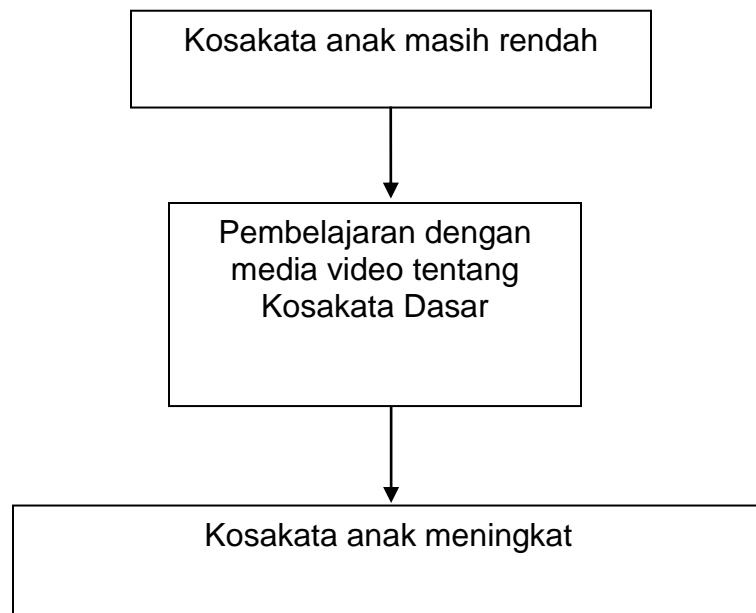 Kosakata anak masih rendah
Pembelajaran dengan
media video tentang
Kosakata Dasar
Kosakata anak meningkat